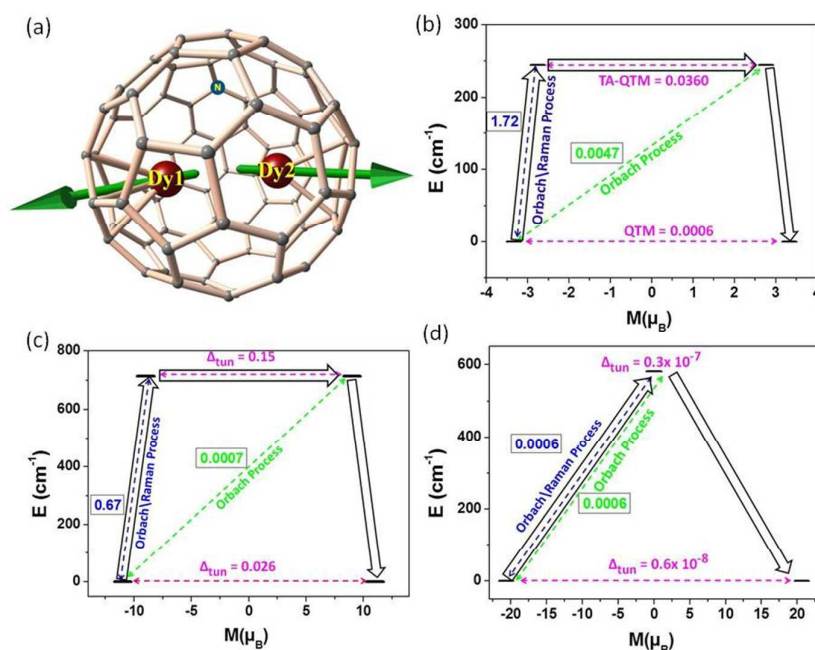 (a)
N
Dy1
Dy2
(b)
E (cm⁻¹)
300
250
200
150
100
50
0
TA-QTM = 0.0360
1.72
Orbach\Raman Process
0.0047
Orbach Process
QTM = 0.0006
-4 -3 -2 -1 0 1 2 3 4
M(μB)
(c)
E (cm⁻¹)
800
600
400
200
0
Δtun = 0.15
0.67
Orbach\Raman Process
0.0007
Orbach Process
Δtun = 0.026
-10 -5 0 5 10
M(μB)
(d)
E (cm⁻¹)
600
400
200
0
Δtun = 0.3x 10⁻⁷
0.0006
Orbach\Raman Process
Orbach Process
0.0006
Δtun = 0.6x 10⁻⁸
-20 -15 -10 -5 0 5 10 15 20
M(μB)